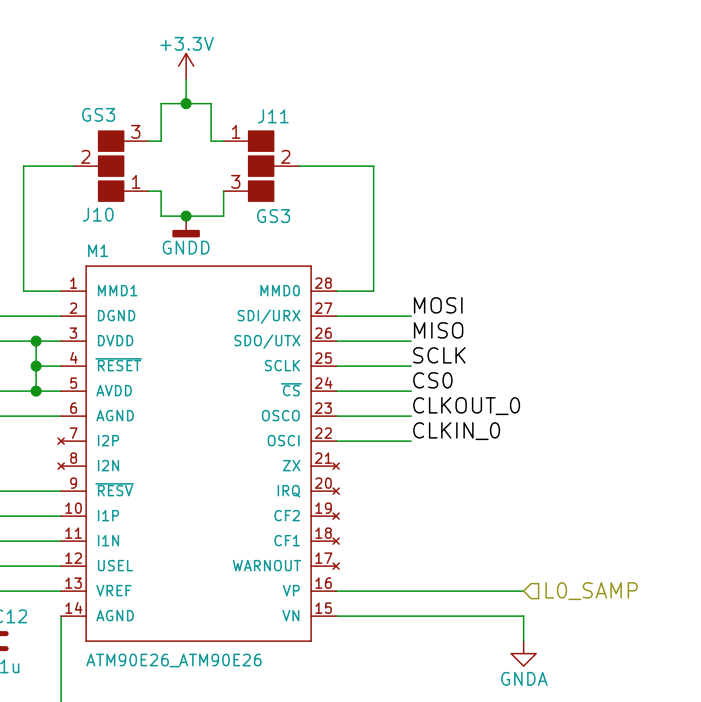 +3.3V
GS3 J11
3 1
2 2
1 3
J10 GS3
GNDD
M1
1 MMD1 MMD0 28
2 DGND SDI/URX 27 MOSI
3 DVDD SDO/UTX 26 MISO
4 RESET SCLK 25 SCLK
5 AVDD CS 24 CS0
6 AGND OSCO 23 CLKOUT_0
7 I2P OSCI 22 CLKIN_0
8 I2N ZX 21
9 RESV IRQ 20
10 I1P CF2 19
11 I1N CF1 18
12 USEL WARNOUT 17
13 VREF VP 16 L0_SAMP
14 AGND VN 15
C12
1u
ATM90E26_ATM90E26
GNDA